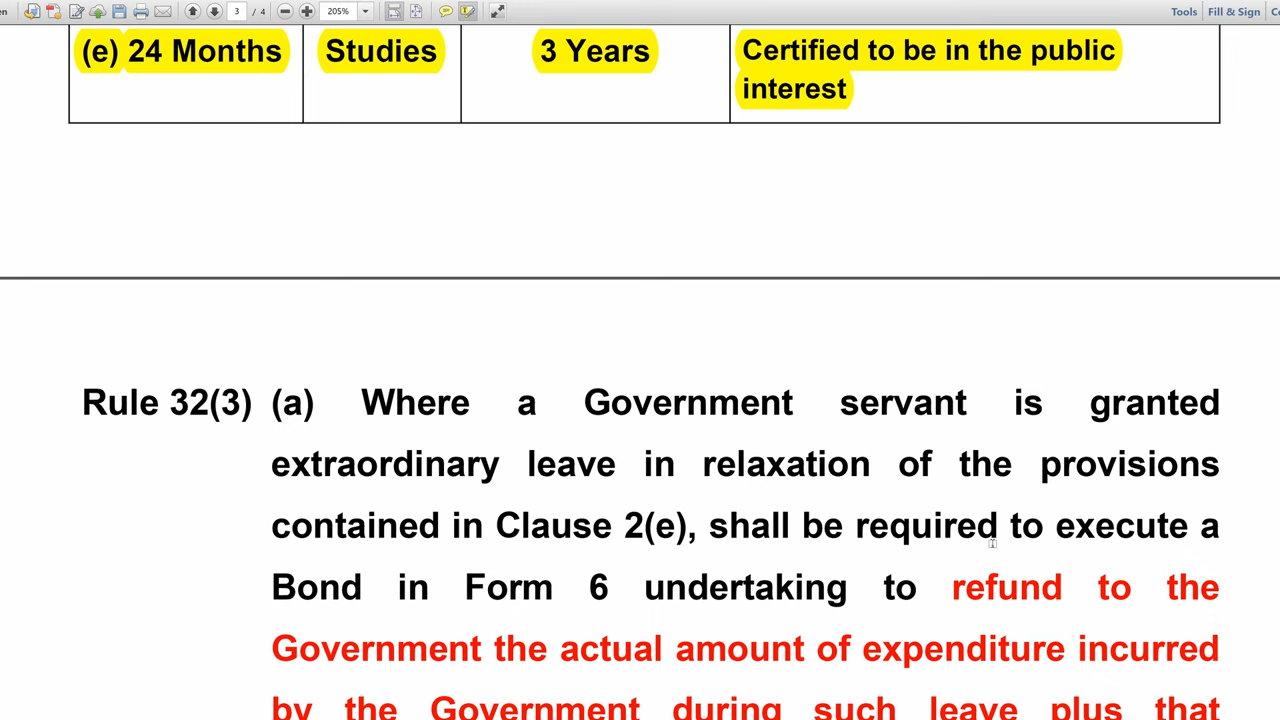 en
3
/ 4
205%
Tools
Fill & Sign
(e) 24 Months
Studies
3 Years
Certified to be in the public
interest
Rule 32(3) (a) Where a Government servant is granted
extraordinary leave in relaxation of the provisions
contained in Clause 2(e), shall be required to execute a
Bond in Form 6 undertaking to refund to the
Government the actual amount of expenditure incurred
by the Government during such leave plus that